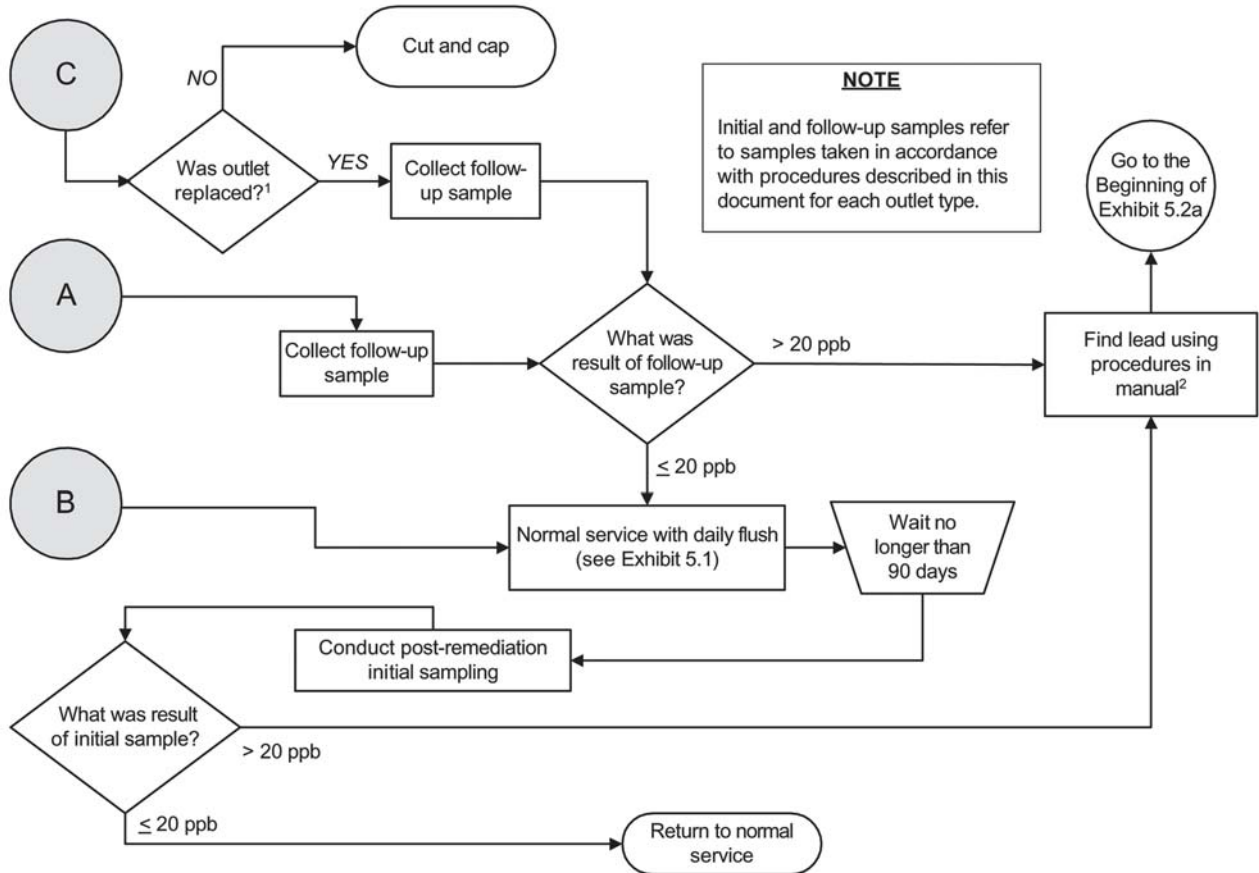 C
NO
Cut and cap
Was outlet
replaced?¹
YES
Collect follow-
up sample
NOTE
Initial and follow-up samples refer
to samples taken in accordance
with procedures described in this
document for each outlet type.
Go to the
Beginning of
Exhibit 5.2a
A
Collect follow-up
sample
What was
result of follow-up
sample?
> 20 ppb
Find lead using
procedures in
manual²
≤ 20 ppb
B
Normal service with daily flush
(see Exhibit 5.1)
Wait no
longer than
90 days
Conduct post-remediation
initial sampling
What was result
of initial sample?
> 20 ppb
≤ 20 ppb
Return to normal
service